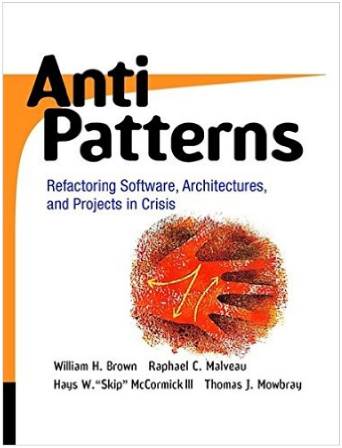 Anti
Patterns
Refactoring Software, Architectures,
and Projects in Crisis
William H. Brown Raphael C. Malveau
Hays W."Skip" McCormick III Thomas J. Mowbray